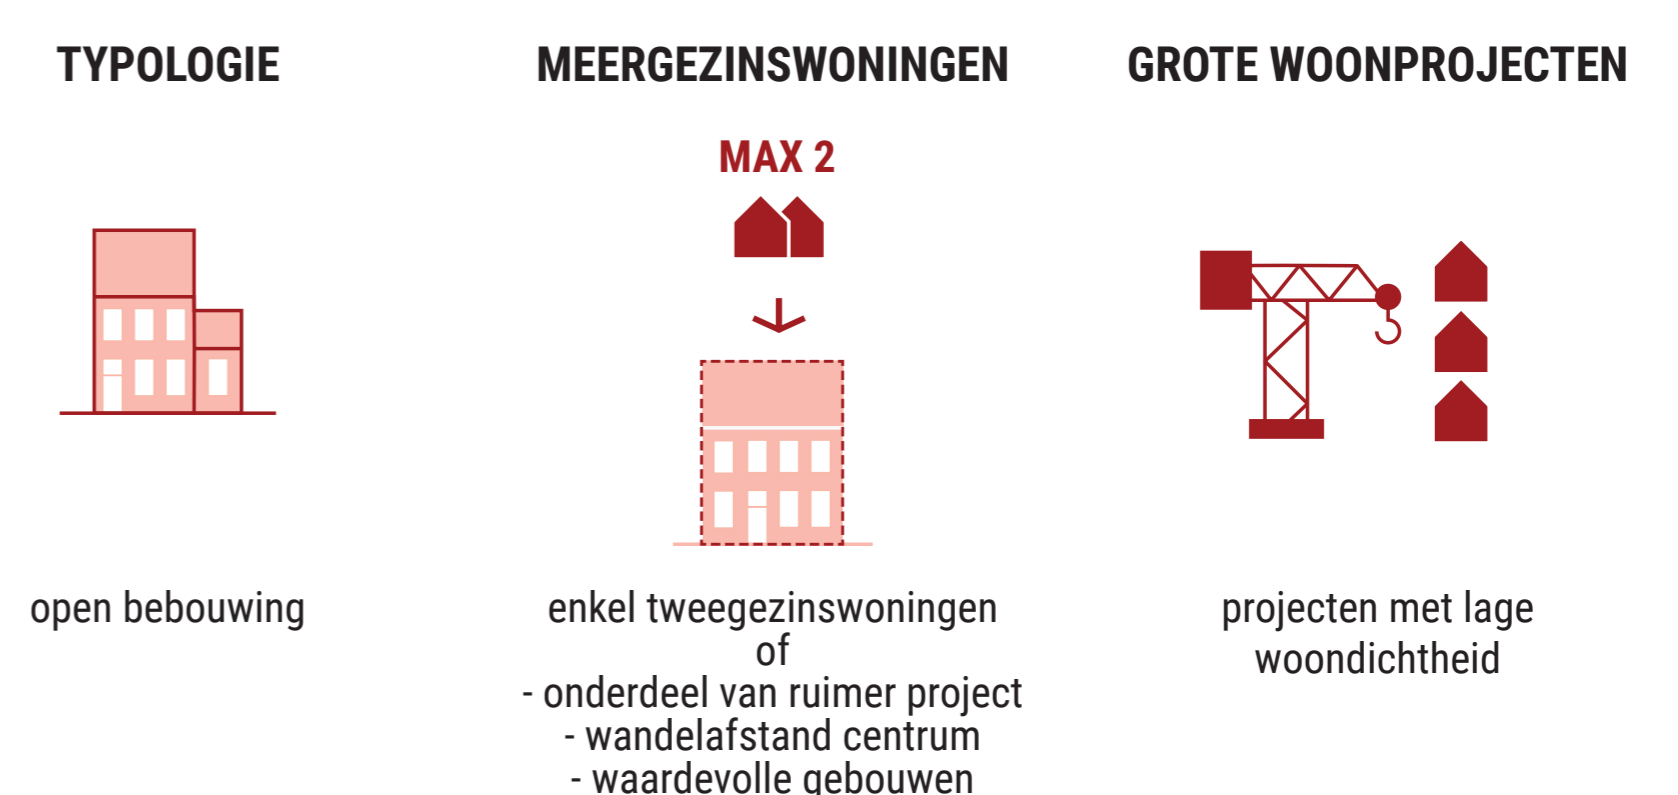 TYPOLOGIE
open bebouwing
MEERGEZINSWONINGEN
MAX 2
enkel tweegezinswoningen
of
- onderdeel van ruimer project
- wandelafstand centrum
- waardevolle gebouwen
GROTE WOONPROJECTEN
projecten met lage
woondichtheid